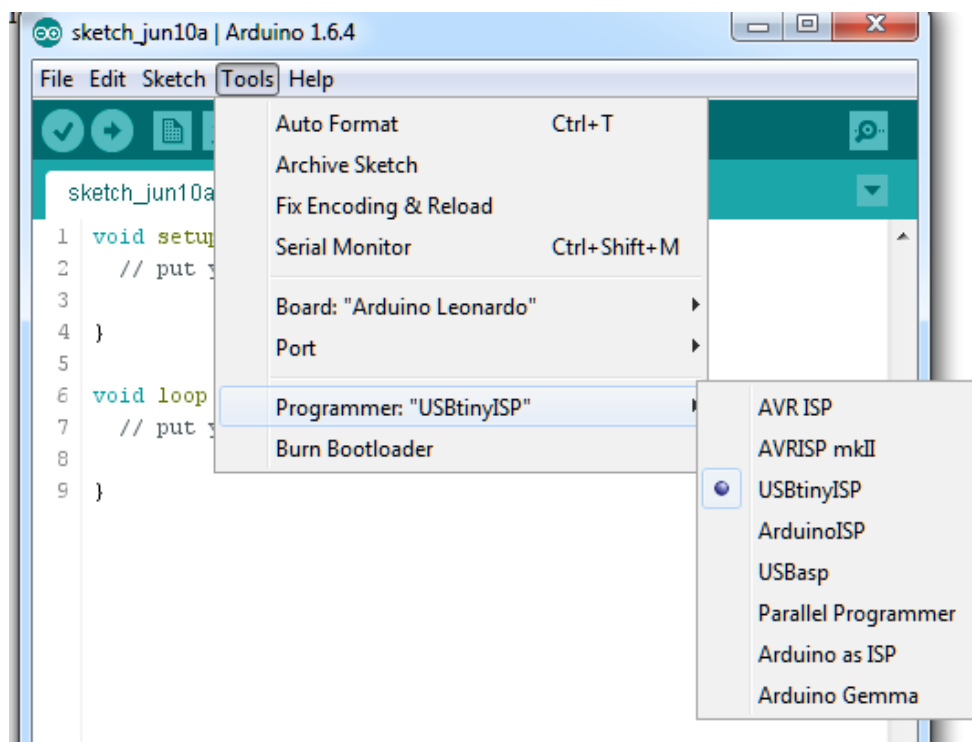 sketch_jun10a | Arduino 1.6.4
File Edit Sketch Tools Help
Auto Format Ctrl+T
Archive Sketch
sketch_jun10a
Fix Encoding & Reload
1 void setup
Serial Monitor Ctrl+Shift+M
2 // put
3
Board: "Arduino Leonardo"
4 }
Port
5
6 void loop
Programmer: "USBtinyISP"
7 // put
Burn Bootloader
8
9 }
AVR ISP
AVRISP mkII
USBtinyISP
ArduinoISP
USBasp
Parallel Programmer
Arduino as ISP
Arduino Gemma